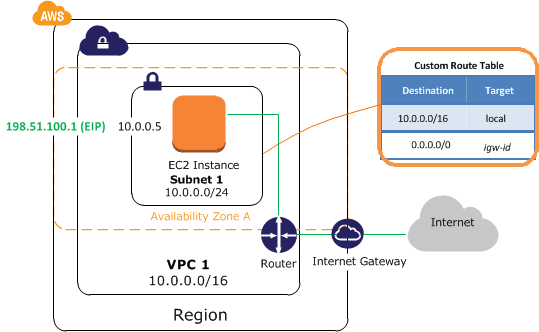 AWS
Custom Route Table
Destination Target
10.0.0.0/16 local
0.0.0.0/0 igw-id
198.51.100.1 (EIP)
10.0.0.5
EC2 Instance
Subnet 1
10.0.0.0/24
Availability Zone A
Internet
Router
Internet Gateway
VPC 1
10.0.0.0/16
Region